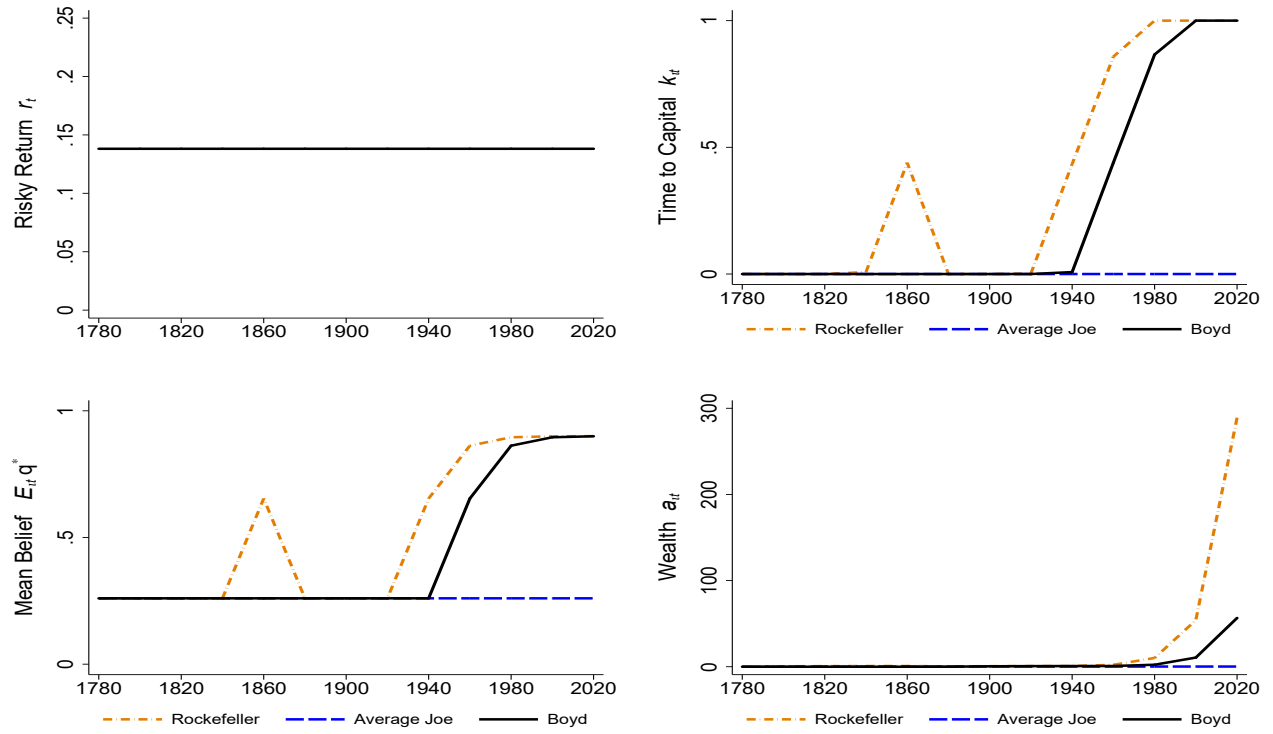 Risky Return r_t
.25
.2
.15
.1
.05
0
1780 1820 1860 1900 1940 1980 2020
Time to Capital k_it
1
.5
0
1780 1820 1860 1900 1940 1980 2020
Rockefeller Average Joe Boyd
Mean Belief E_it q*
1
.5
0
1780 1820 1860 1900 1940 1980 2020
Rockefeller Average Joe Boyd
Wealth a_it
300
200
100
0
1780 1820 1860 1900 1940 1980 2020
Rockefeller Average Joe Boyd